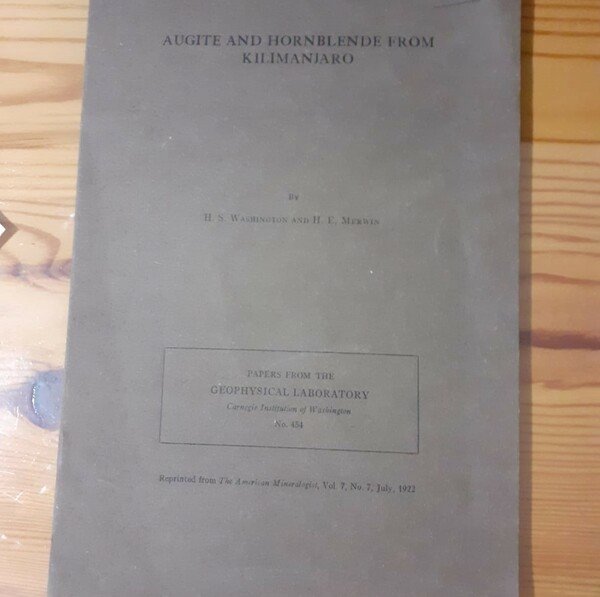 AUGITE AND HORNBLENDE FROM
KILIMANJARO
By
H. S. Washington and H. E. Merwin
PAPERS FROM THE
GEOPHYSICAL LABORATORY
Carnegie Institution of Washington
No. 454
Reprinted from The American Mineralogist, Vol 7, No. 7, July, 1922